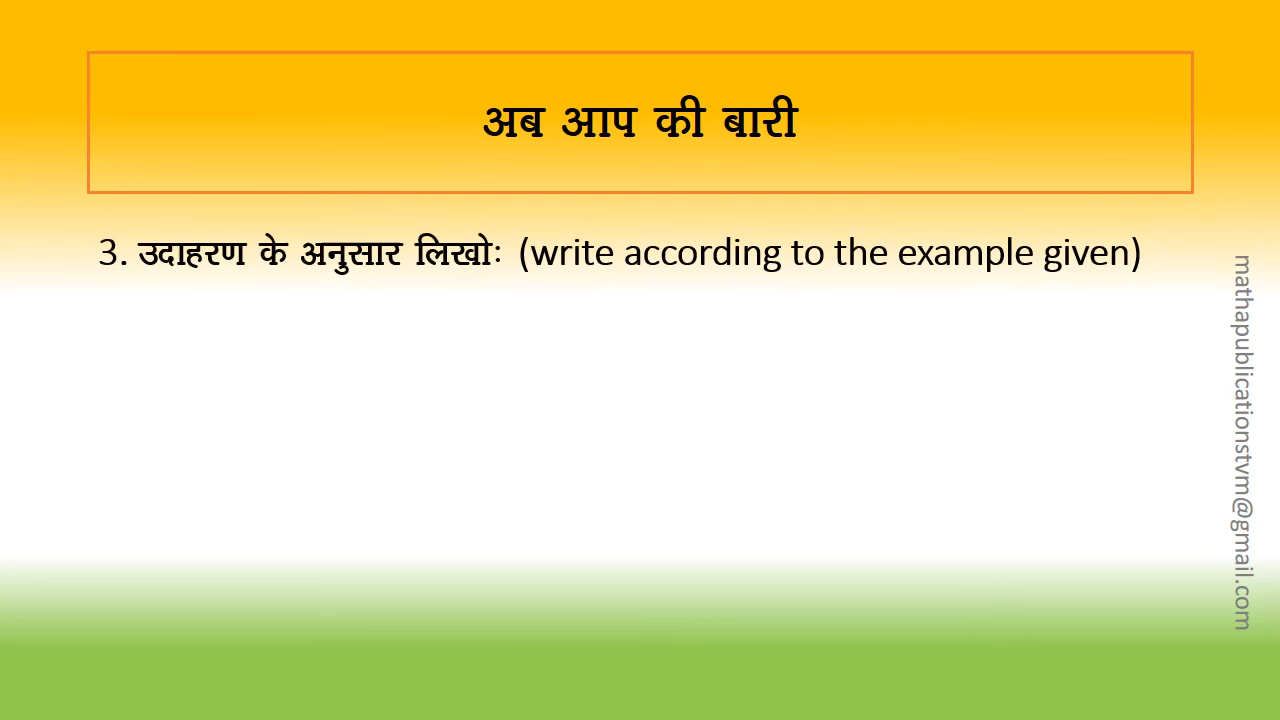 अब आप की बारी
3. उदाहरण के अनुसार लिखोः (write according to the example given)
mathapublicationstvm@gmail.com